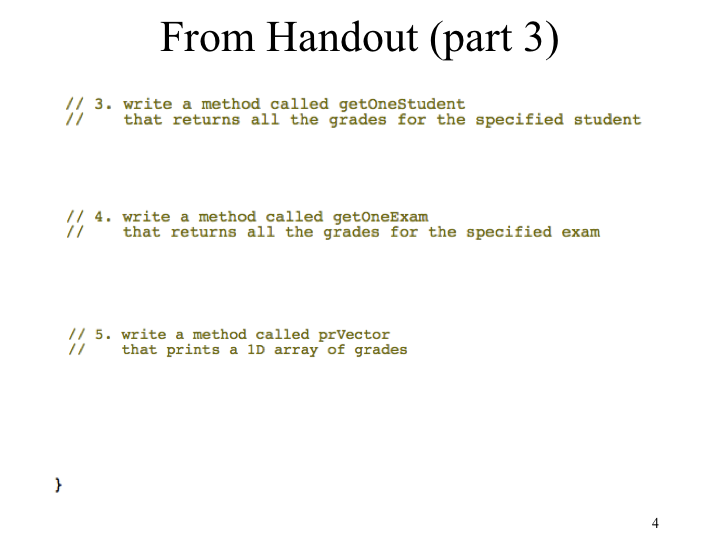 From Handout (part 3)
// 3. write a method called getOneStudent
//    that returns all the grades for the specified student
// 4. write a method called getOneExam
//    that returns all the grades for the specified exam
// 5. write a method called prVector
//    that prints a 1D array of grades
}
4